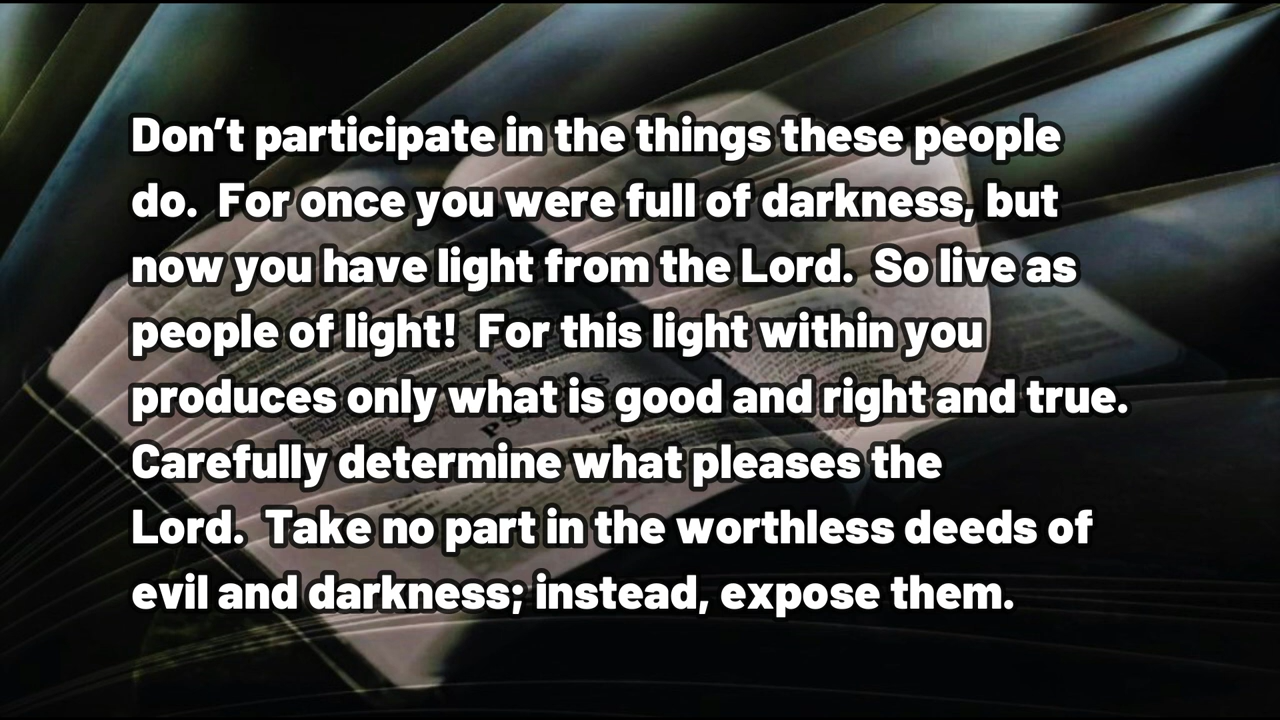 Don’t participate in the things these people
do.  For once you were full of darkness, but
now you have light from the Lord.  So live as
people of light!  For this light within you
produces only what is good and right and true.
Carefully determine what pleases the
Lord.  Take no part in the worthless deeds of
evil and darkness; instead, expose them.